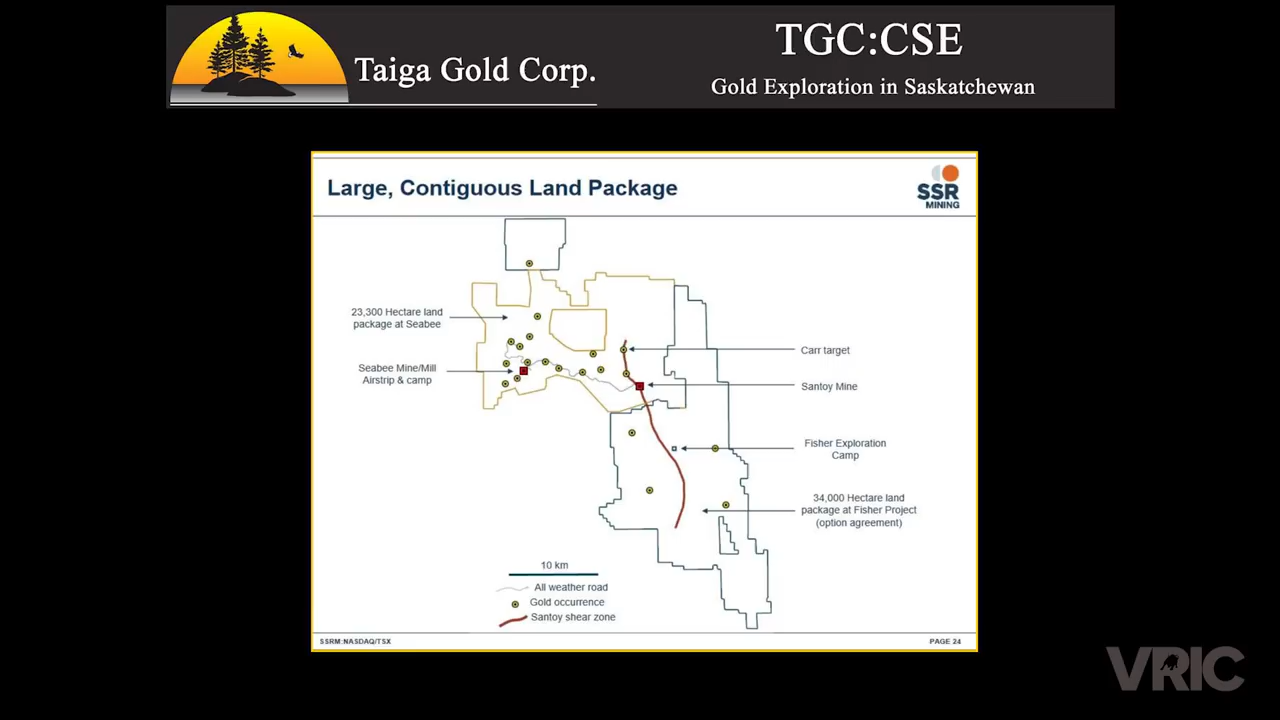 Taiga Gold Corp.
TGC:CSE
Gold Exploration in Saskatchewan
Large, Contiguous Land Package
SSR
MINING
23,300 Hectare land
package at Seabee
Seabee Mine/Mill
Airstrip & camp
Carr target
Santoy Mine
Fisher Exploration
Camp
34,000 Hectare land
package at Fisher Project
(option agreement)
10 km
All weather road
Gold occurrence
Santoy shear zone
SSRM:NASDAQ/TSX
PAGE 24
VRIC